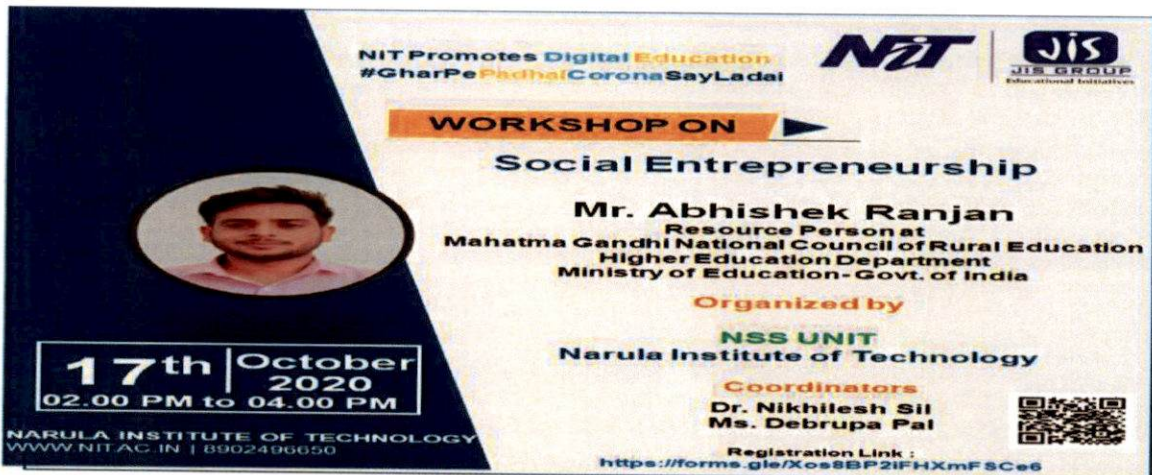 NiT Promotes Digital Education
#GharPePadhaiCoronaSayLadai
NiT
JIS
JIS GROUP
Educational Initiatives
WORKSHOP ON
Social Entrepreneurship
Mr. Abhishek Ranjan
Resource Person at
Mahatma Gandhi National Council of Rural Education
Higher Education Department
Ministry of Education-Govt. of India
Organized by
NSS UNIT
Narula Institute of Technology
Coordinators
Dr. Nikhilesh Sil
Ms. Debrupa Pal
Registration Link :
https://forms.gle/Xos8BP2iFHXmFSCe6
17th October
2020
02.00 PM to 04.00 PM
NARULA INSTITUTE OF TECHNOLOGY
WWW.NIT.AC.IN | 8902496650